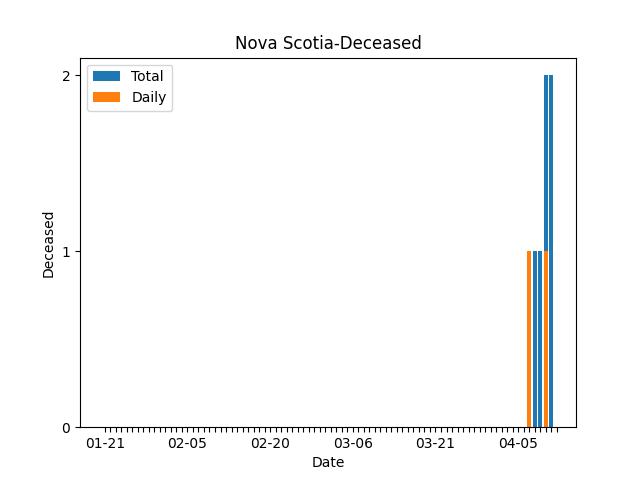 Nova Scotia-Deceased
Total
Daily
Deceased
2
1
0
01-21 02-05 02-20 03-06 03-21 04-05
Date